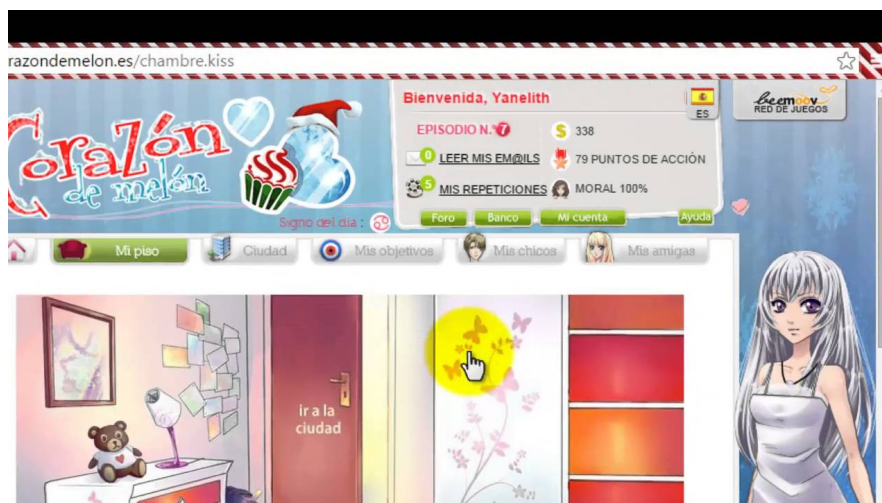 razondemelon.es/chambre.kiss
Corazón
de melón
Bienvenida, Yanelith
ES
beemoov
RED DE JUEGOS
EPISODIO N.º 7
$ 338
0 LEER MIS EM@ILS
79 PUNTOS DE ACCIÓN
5 MIS REPETICIONES
MORAL 100%
Signo del día :
Foro
Banco
Mi cuenta
Ayuda
Mi piso
Ciudad
Mis objetivos
Mis chicos
Mis amigas
ir a la
ciudad